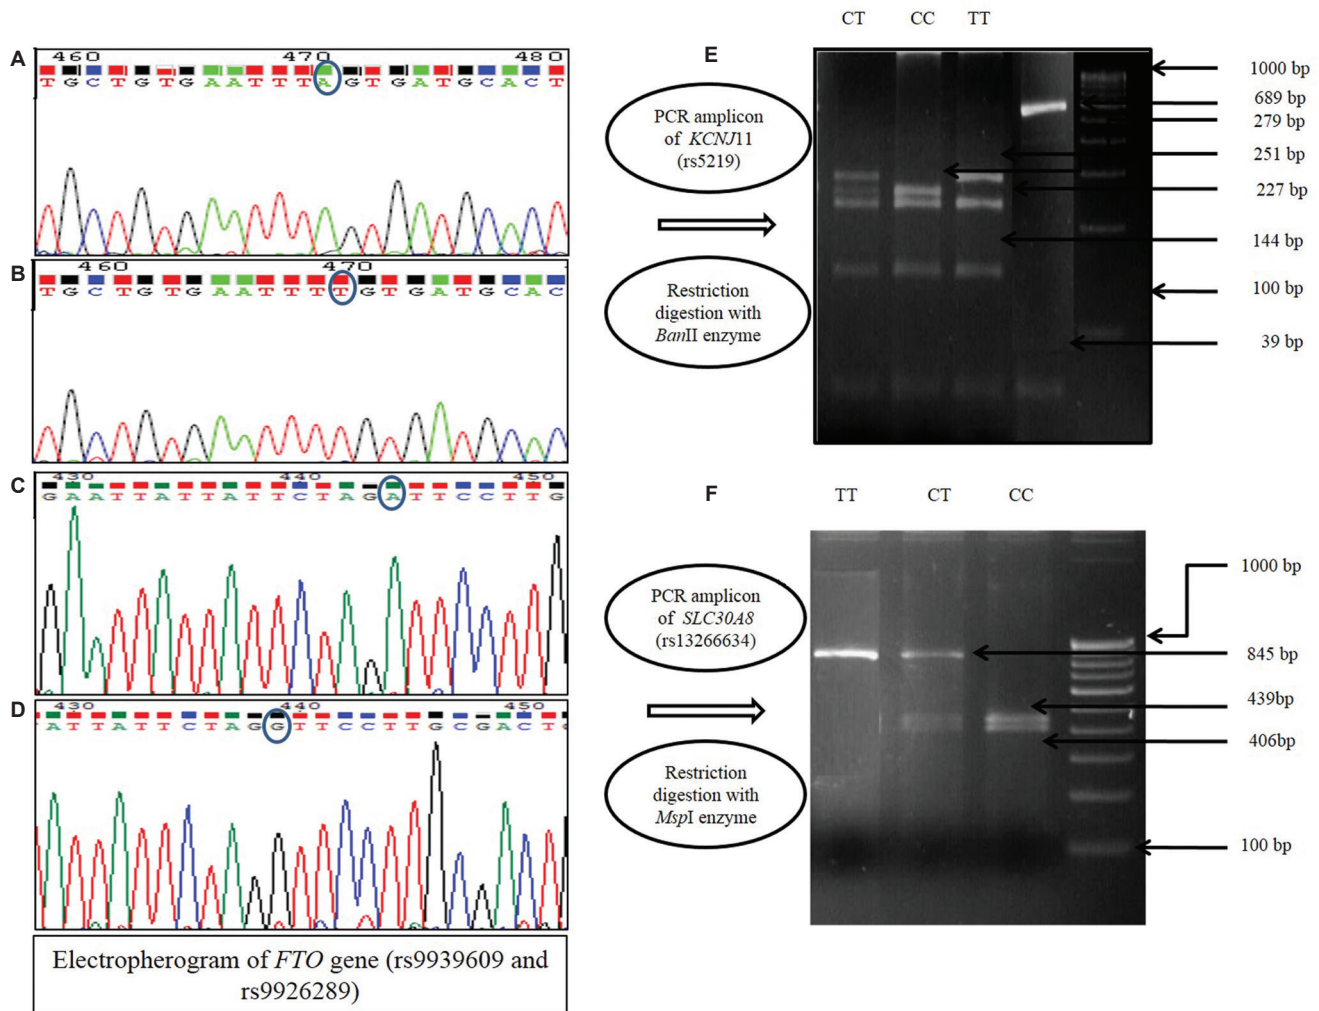 A
460 470 480
T G C T G T G A A T T T A G T G A T G C A C T
B
460 470
T G C T G T G A A T T T T G T G A T G C A C
C
430 440 450
G A A T T A T T A T T C T A G A T T C C T T G
D
430 440 450
A T T A T T C T A G G T T C C T T G C G A C T G
Electropherogram of FTO gene (rs9939609 and
rs9926289)
E
CT CC TT
PCR amplicon
of KCNJ11
(rs5219)
Restriction
digestion with
BanII enzyme
1000 bp
689 bp
279 bp
251 bp
227 bp
144 bp
100 bp
39 bp
F
TT CT CC
PCR amplicon
of SLC30A8
(rs13266634)
Restriction
digestion with
MspI enzyme
1000 bp
845 bp
439bp
406bp
100 bp